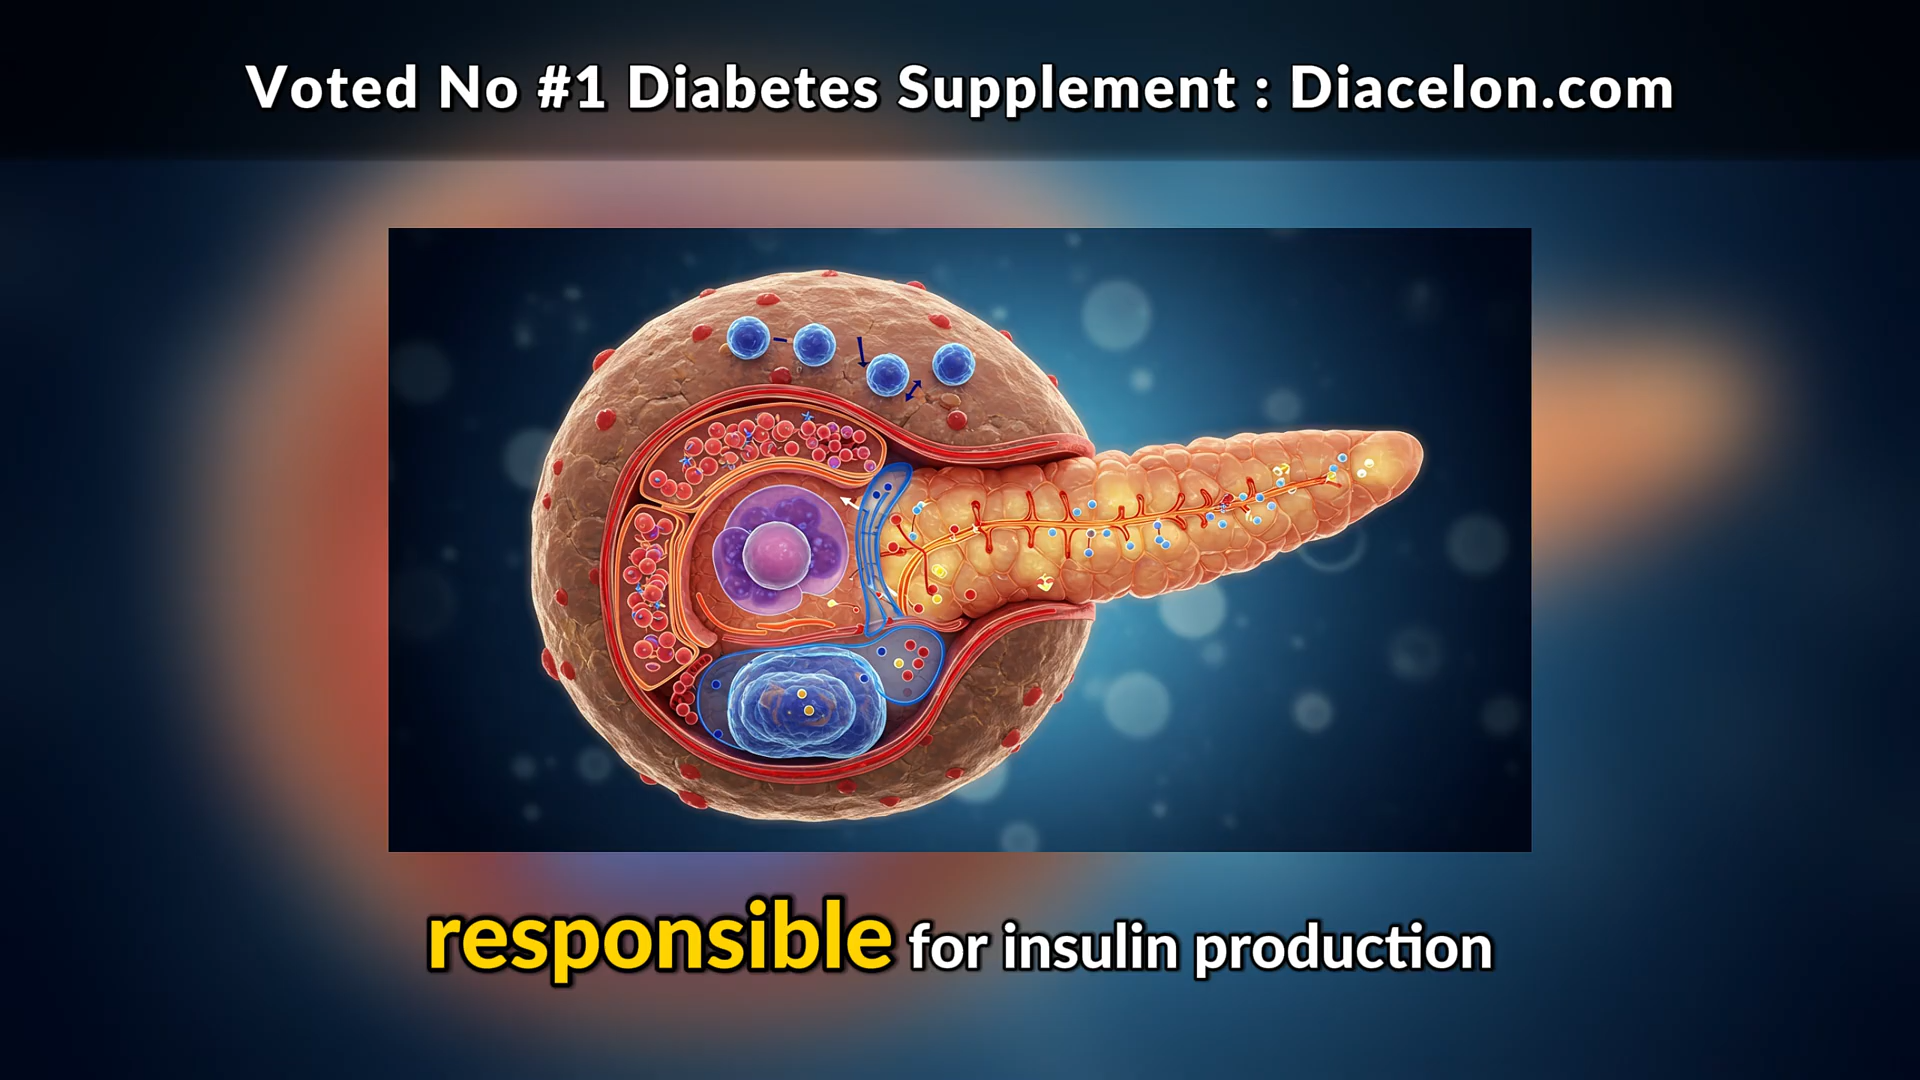 Voted No #1 Diabetes Supplement : Diacelon.com
responsible for insulin production